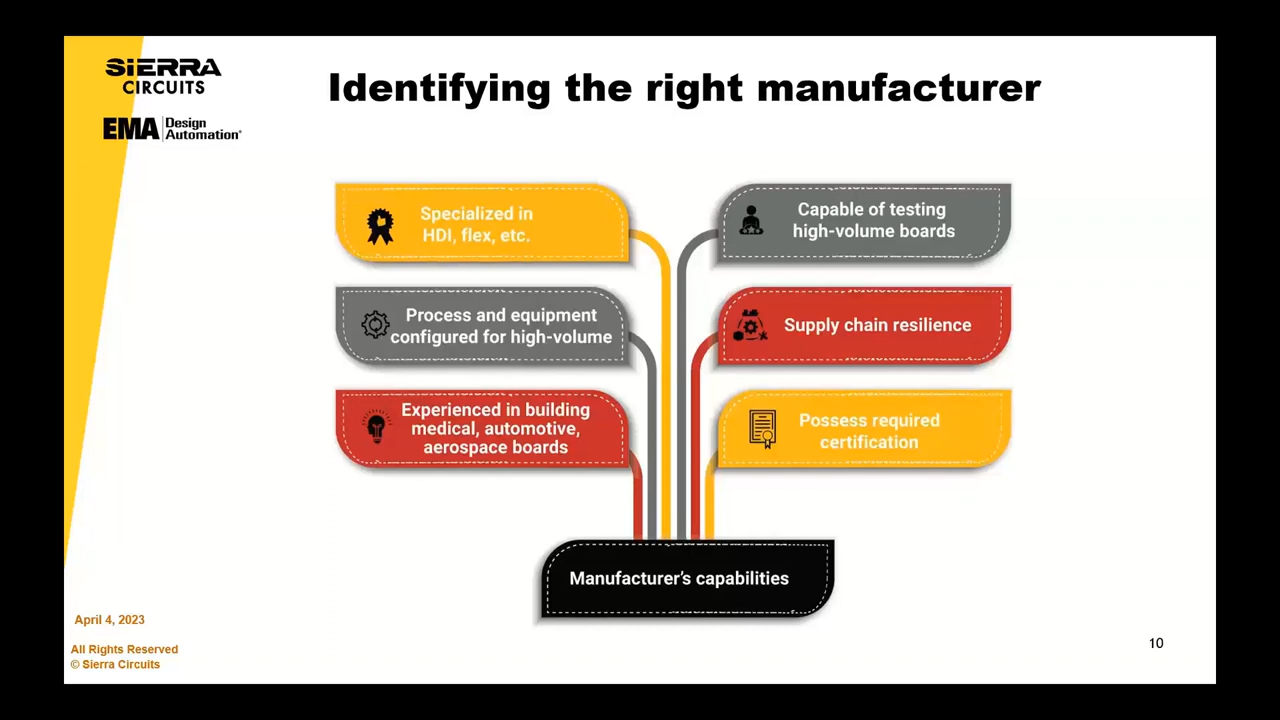 SiERRA
CIRCUITS
EMA Design
Automation®
Identifying the right manufacturer
Specialized in
HDI, flex, etc.
Capable of testing
high-volume boards
Process and equipment
configured for high-volume
Supply chain resilience
Experienced in building
medical, automotive,
aerospace boards
Possess required
certification
Manufacturer's capabilities
April 4, 2023
All Rights Reserved
© Sierra Circuits
10